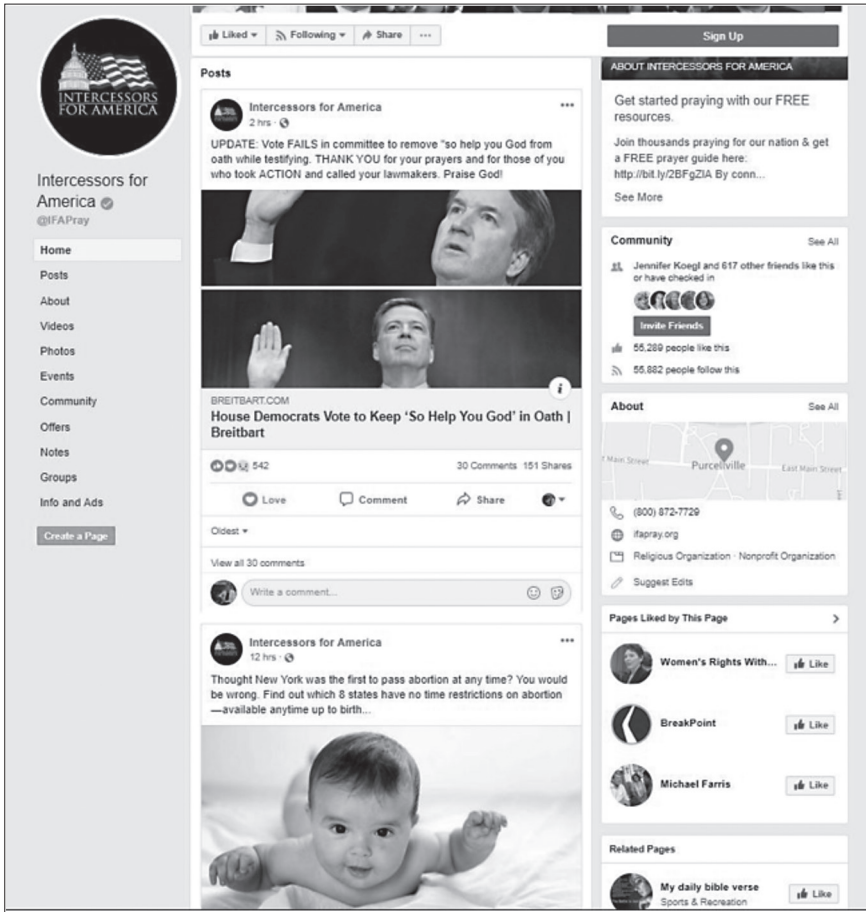 Liked
Following
Share
Sign Up
INTERCESSORS
FOR AMERICA
Intercessors for
America
@IFAPray
Home
Posts
About
Videos
Photos
Events
Community
Offers
Notes
Groups
Info and Ads
Create a Page
Posts
Intercessors for America
2 hrs ·
UPDATE: Vote FAILS in committee to remove "so help you God from
oath while testifying. THANK YOU for your prayers and for those of you
who took ACTION and called your lawmakers. Praise God!
BREITBART.COM
House Democrats Vote to Keep 'So Help You God' in Oath |
Breitbart
542
30 Comments 151 Shares
Love
Comment
Share
Oldest
View all 30 comments
Write a comment...
Intercessors for America
12 hrs ·
Thought New York was the first to pass abortion at any time? You would
be wrong. Find out which 8 states have no time restrictions on abortion
—available anytime up to birth...
ABOUT INTERCESSORS FOR AMERICA
Get started praying with our FREE
resources.
Join thousands praying for our nation & get
a FREE prayer guide here:
http://bit.ly/2BFgZIA By conn...
See More
Community
See All
Jennifer Koegl and 617 other friends like this
or have checked in
Invite Friends
55,289 people like this
55,882 people follow this
About
See All
t Main Street
Purcellville
East Main Street
(800) 872-7729
ifapray.org
Religious Organization · Nonprofit Organization
Suggest Edits
Pages Liked by This Page
Women's Rights With...
Like
BreakPoint
Like
Michael Farris
Like
Related Pages
My daily bible verse
Sports & Recreation
Like